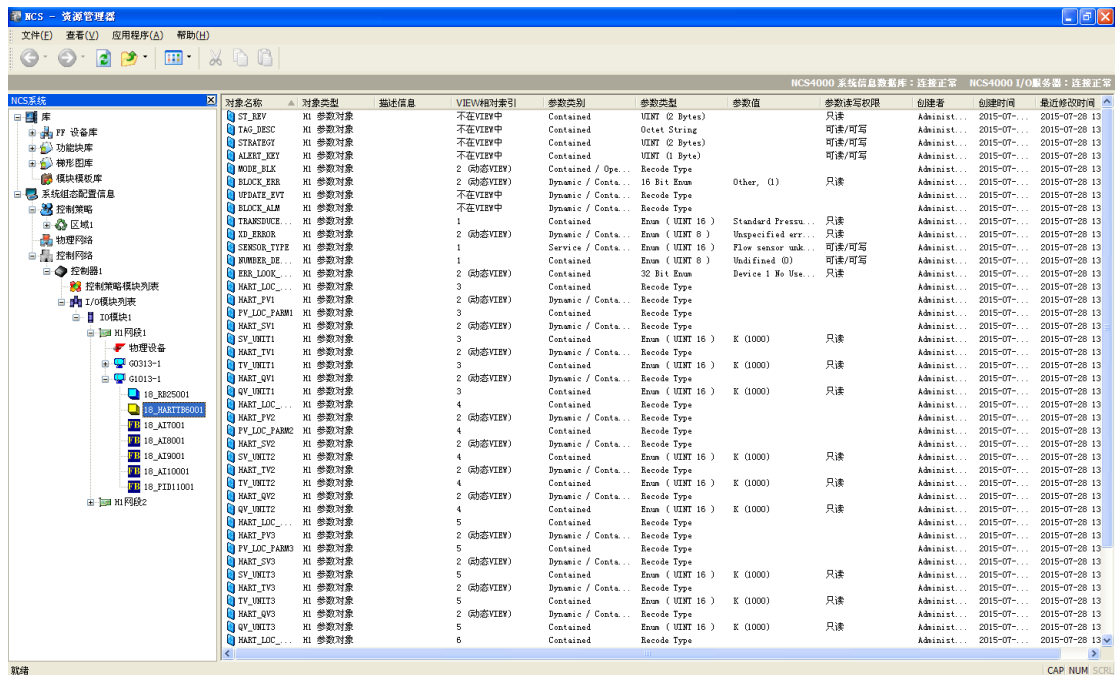 NCS - 资源管理器
文件(F) 查看(V) 应用程序(A) 帮助(H)
NCS4000 系统信息数据库：连接正常 NCS4000 I/O服务器：连接正常
NCS系统
库
FF 设备库
功能块库
梯形图库
模块模板库
系统组态配置信息
控制策略
区域1
物理网络
控制网络
控制器1
控制策略模块列表
I/O模块列表
IO模块1
H1网段1
物理设备
G0313-1
G1013-1
18_RB25001
18_HARTTB6001
18_AI7001
18_AI8001
18_AI9001
18_AI10001
18_PID11001
H1网段2
对象名称 对象类型 描述信息 VIEW相对索引 参数类别 参数类型 参数值 参数读写权限 创建者 创建时间 最近修改时间
ST_REV H1 参数对象 不在VIEW中 Contained UINT (2 Bytes) 只读 Administ... 2015-07-... 2015-07-28 13
TAG_DESC H1 参数对象 不在VIEW中 Contained Octet String 可读/可写 Administ... 2015-07-... 2015-07-28 13
STRATEGY H1 参数对象 不在VIEW中 Contained UINT (2 Bytes) 可读/可写 Administ... 2015-07-... 2015-07-28 13
ALERT_KEY H1 参数对象 不在VIEW中 Contained UINT (1 Byte) 可读/可写 Administ... 2015-07-... 2015-07-28 13
MODE_BLK H1 参数对象 2 (动态VIEW) Contained / Ope... Recode Type Administ... 2015-07-... 2015-07-28 13
BLOCK_ERR H1 参数对象 2 (动态VIEW) Dynamic / Conta... 16 Bit Enum Other, (1) 只读 Administ... 2015-07-... 2015-07-28 13
UPDATE_EVT H1 参数对象 不在VIEW中 Dynamic / Conta... Recode Type Administ... 2015-07-... 2015-07-28 13
BLOCK_ALM H1 参数对象 不在VIEW中 Dynamic / Conta... Recode Type Administ... 2015-07-... 2015-07-28 13
TRANSDUCE... H1 参数对象 1 Contained Enum ( UINT 16 ) Standard Pressu... 只读 Administ... 2015-07-... 2015-07-28 13
XD_ERROR H1 参数对象 2 (动态VIEW) Dynamic / Conta... Enum ( UINT 8 ) Unspecified err... 只读 Administ... 2015-07-... 2015-07-28 13
SENSOR_TYPE H1 参数对象 1 Service / Conta... Enum ( UINT 16 ) Flow sensor unk... 可读/可写 Administ... 2015-07-... 2015-07-28 13
NUMBER_DE... H1 参数对象 1 Contained Enum ( UINT 8 ) Undifined (0) 可读/可写 Administ... 2015-07-... 2015-07-28 13
ERR_LOOK_... H1 参数对象 2 (动态VIEW) Contained 32 Bit Enum Device 1 No Use... 只读 Administ... 2015-07-... 2015-07-28 13
HART_LOC_... H1 参数对象 3 Contained Recode Type Administ... 2015-07-... 2015-07-28 13
HART_PV1 H1 参数对象 2 (动态VIEW) Dynamic / Conta... Recode Type Administ... 2015-07-... 2015-07-28 13
PV_LOC_PARM1 H1 参数对象 3 Contained Recode Type Administ... 2015-07-... 2015-07-28 13
HART_SV1 H1 参数对象 2 (动态VIEW) Dynamic / Conta... Recode Type Administ... 2015-07-... 2015-07-28 13
SV_UNIT1 H1 参数对象 3 Contained Enum ( UINT 16 ) K (1000) 只读 Administ... 2015-07-... 2015-07-28 13
HART_TV1 H1 参数对象 2 (动态VIEW) Dynamic / Conta... Recode Type Administ... 2015-07-... 2015-07-28 13
TV_UNIT1 H1 参数对象 3 Contained Enum ( UINT 16 ) K (1000) 只读 Administ... 2015-07-... 2015-07-28 13
HART_QV1 H1 参数对象 2 (动态VIEW) Dynamic / Conta... Recode Type Administ... 2015-07-... 2015-07-28 13
QV_UNIT1 H1 参数对象 3 Contained Enum ( UINT 16 ) K (1000) 只读 Administ... 2015-07-... 2015-07-28 13
HART_LOC_... H1 参数对象 4 Contained Recode Type Administ... 2015-07-... 2015-07-28 13
HART_PV2 H1 参数对象 2 (动态VIEW) Dynamic / Conta... Recode Type Administ... 2015-07-... 2015-07-28 13
PV_LOC_PARM2 H1 参数对象 4 Contained Recode Type Administ... 2015-07-... 2015-07-28 13
HART_SV2 H1 参数对象 2 (动态VIEW) Dynamic / Conta... Recode Type Administ... 2015-07-... 2015-07-28 13
SV_UNIT2 H1 参数对象 4 Contained Enum ( UINT 16 ) K (1000) 只读 Administ... 2015-07-... 2015-07-28 13
HART_TV2 H1 参数对象 2 (动态VIEW) Dynamic / Conta... Recode Type Administ... 2015-07-... 2015-07-28 13
TV_UNIT2 H1 参数对象 4 Contained Enum ( UINT 16 ) K (1000) 只读 Administ... 2015-07-... 2015-07-28 13
HART_QV2 H1 参数对象 2 (动态VIEW) Dynamic / Conta... Recode Type Administ... 2015-07-... 2015-07-28 13
QV_UNIT2 H1 参数对象 4 Contained Enum ( UINT 16 ) K (1000) 只读 Administ... 2015-07-... 2015-07-28 13
HART_LOC_... H1 参数对象 5 Contained Recode Type Administ... 2015-07-... 2015-07-28 13
HART_PV3 H1 参数对象 2 (动态VIEW) Dynamic / Conta... Recode Type Administ... 2015-07-... 2015-07-28 13
PV_LOC_PARM3 H1 参数对象 5 Contained Recode Type Administ... 2015-07-... 2015-07-28 13
HART_SV3 H1 参数对象 2 (动态VIEW) Dynamic / Conta... Recode Type Administ... 2015-07-... 2015-07-28 13
SV_UNIT3 H1 参数对象 5 Contained Enum ( UINT 16 ) K (1000) 只读 Administ... 2015-07-... 2015-07-28 13
HART_TV3 H1 参数对象 2 (动态VIEW) Dynamic / Conta... Recode Type Administ... 2015-07-... 2015-07-28 13
TV_UNIT3 H1 参数对象 5 Contained Enum ( UINT 16 ) K (1000) 只读 Administ... 2015-07-... 2015-07-28 13
HART_QV3 H1 参数对象 2 (动态VIEW) Dynamic / Conta... Recode Type Administ... 2015-07-... 2015-07-28 13
QV_UNIT3 H1 参数对象 5 Contained Enum ( UINT 16 ) K (1000) 只读 Administ... 2015-07-... 2015-07-28 13
HART_LOC_... H1 参数对象 6 Contained Recode Type Administ... 2015-07-... 2015-07-28 13
就绪 CAP NUM SCRL